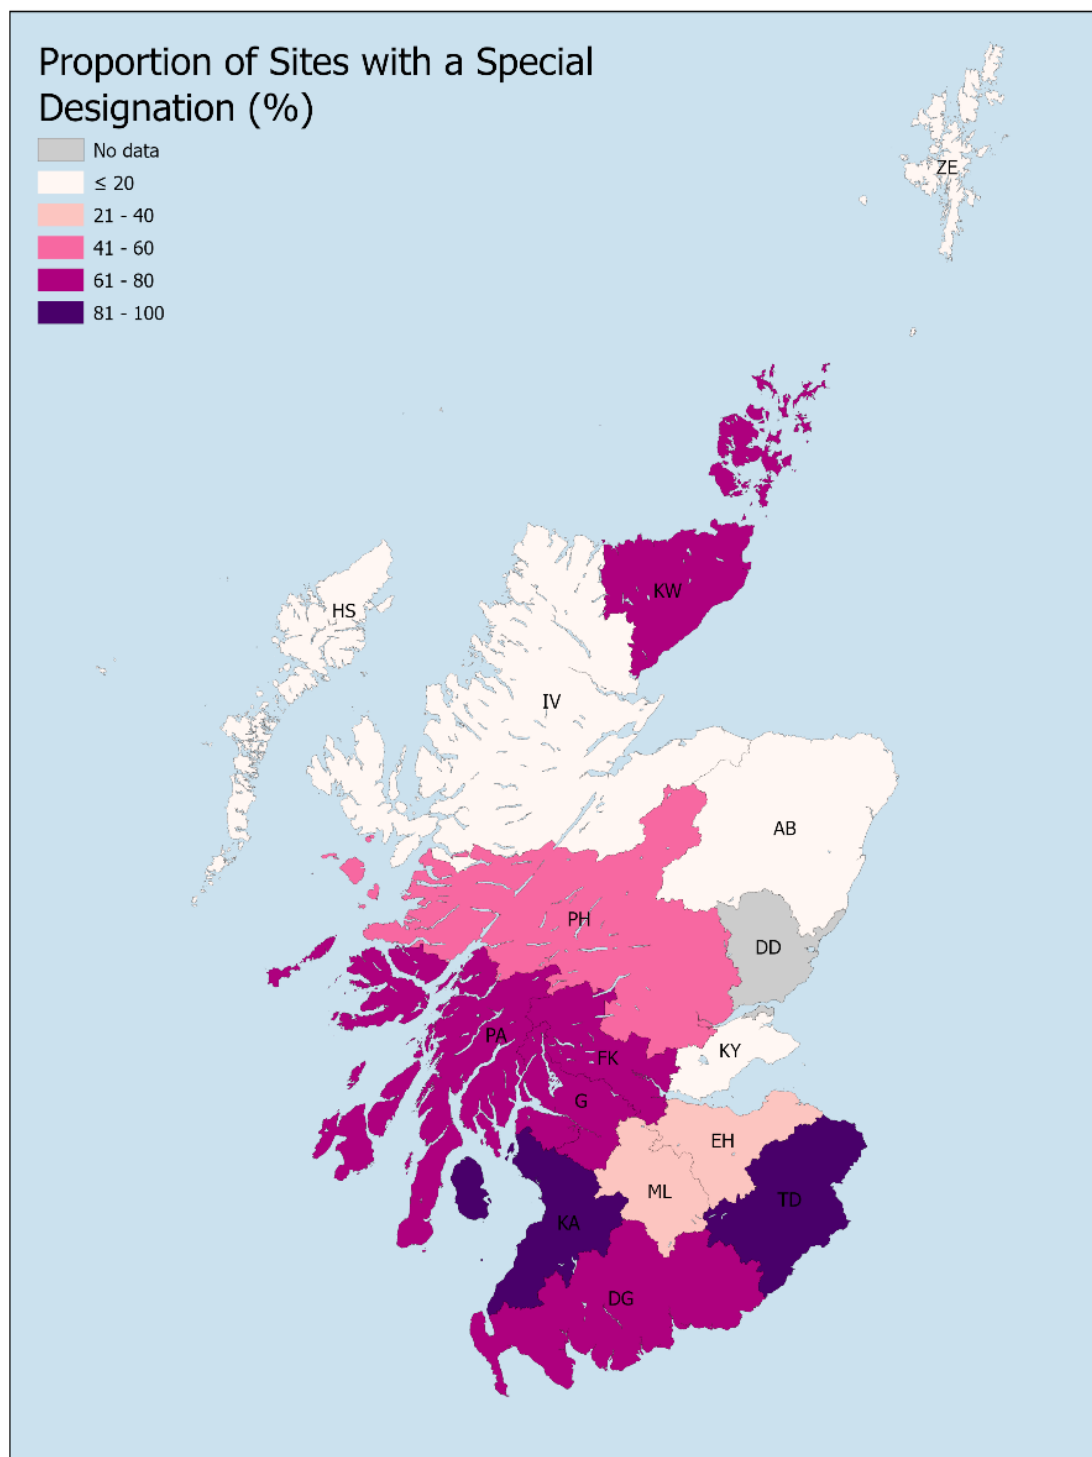 Proportion of Sites with a Special
Designation (%)
No data
≤ 20
21 - 40
41 - 60
61 - 80
81 - 100
ZE
KW
HS
IV
AB
PH
DD
PA
KY
FK
G
EH
ML
TD
KA
DG